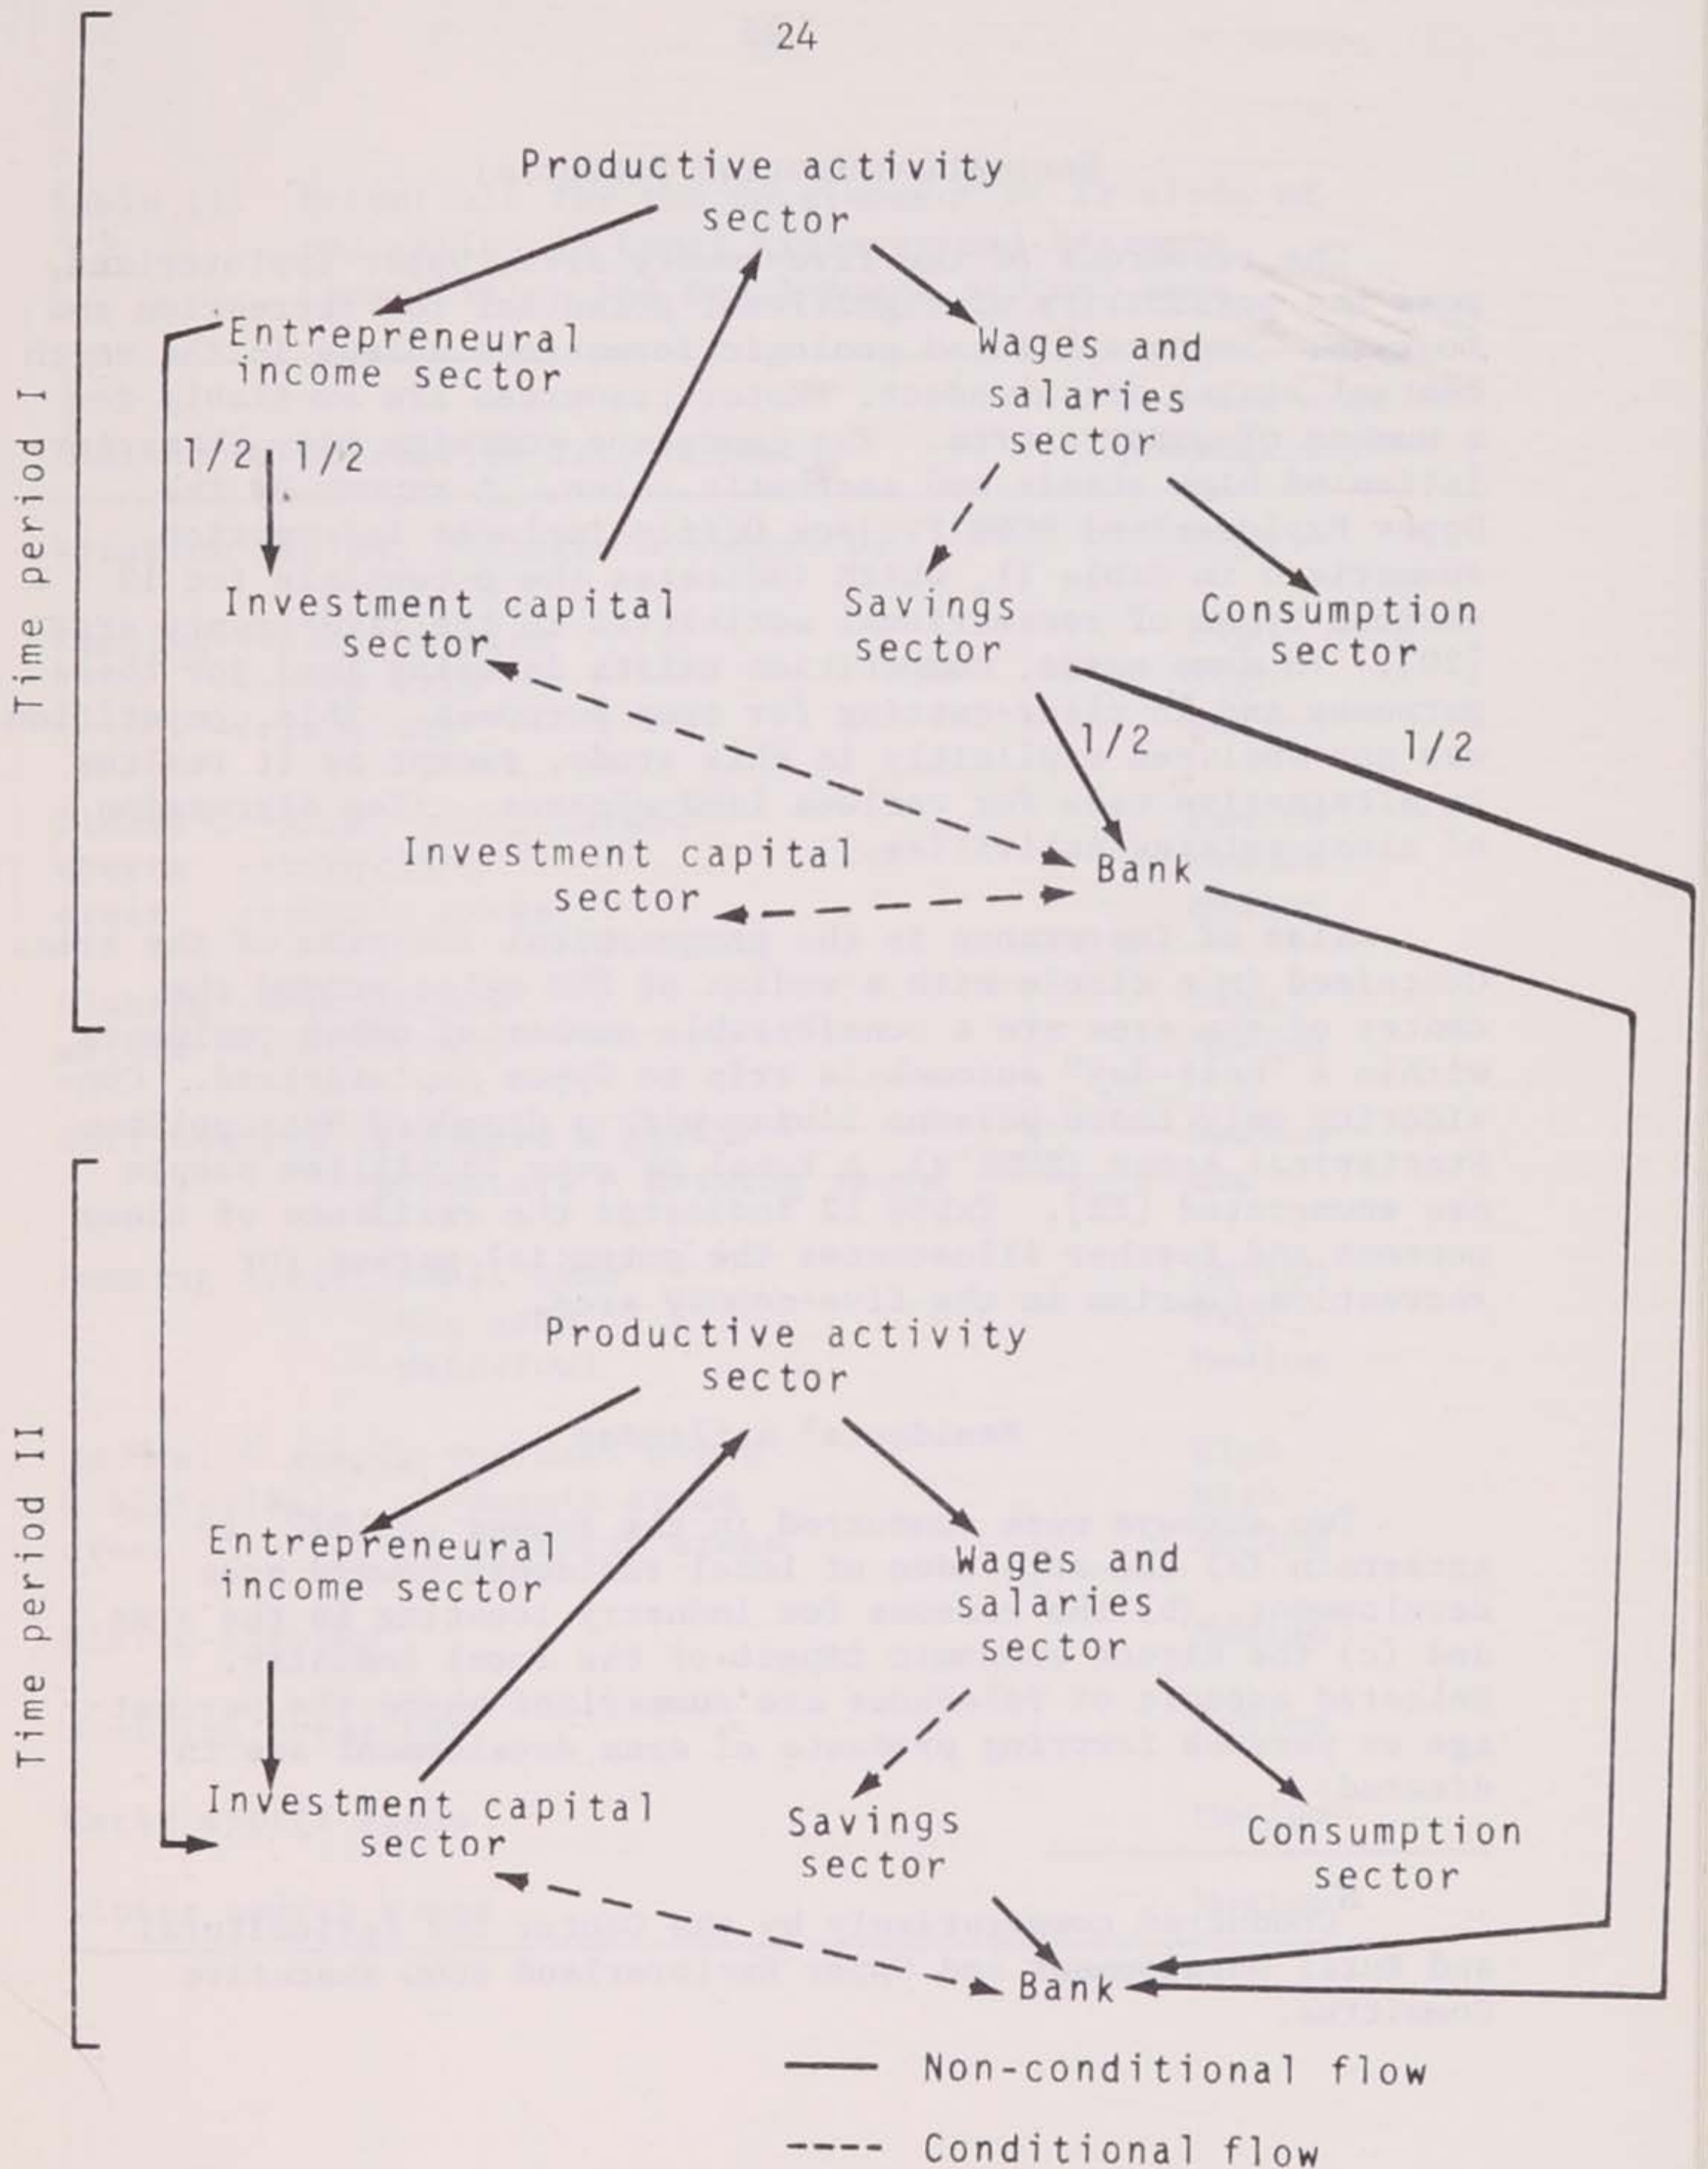 24
Time period I
Productive activity
sector
Entrepreneural
income sector
Wages and
salaries
sector
1/2 1/2
Investment capital
sector
Savings
sector
Consumption
sector
1/2
1/2
Investment capital
sector
Bank
Time period II
Productive activity
sector
Entrepreneural
income sector
Wages and
salaries
sector
Investment capital
sector
Savings
sector
Consumption
sector
Bank
Non-conditional flow
Conditional flow